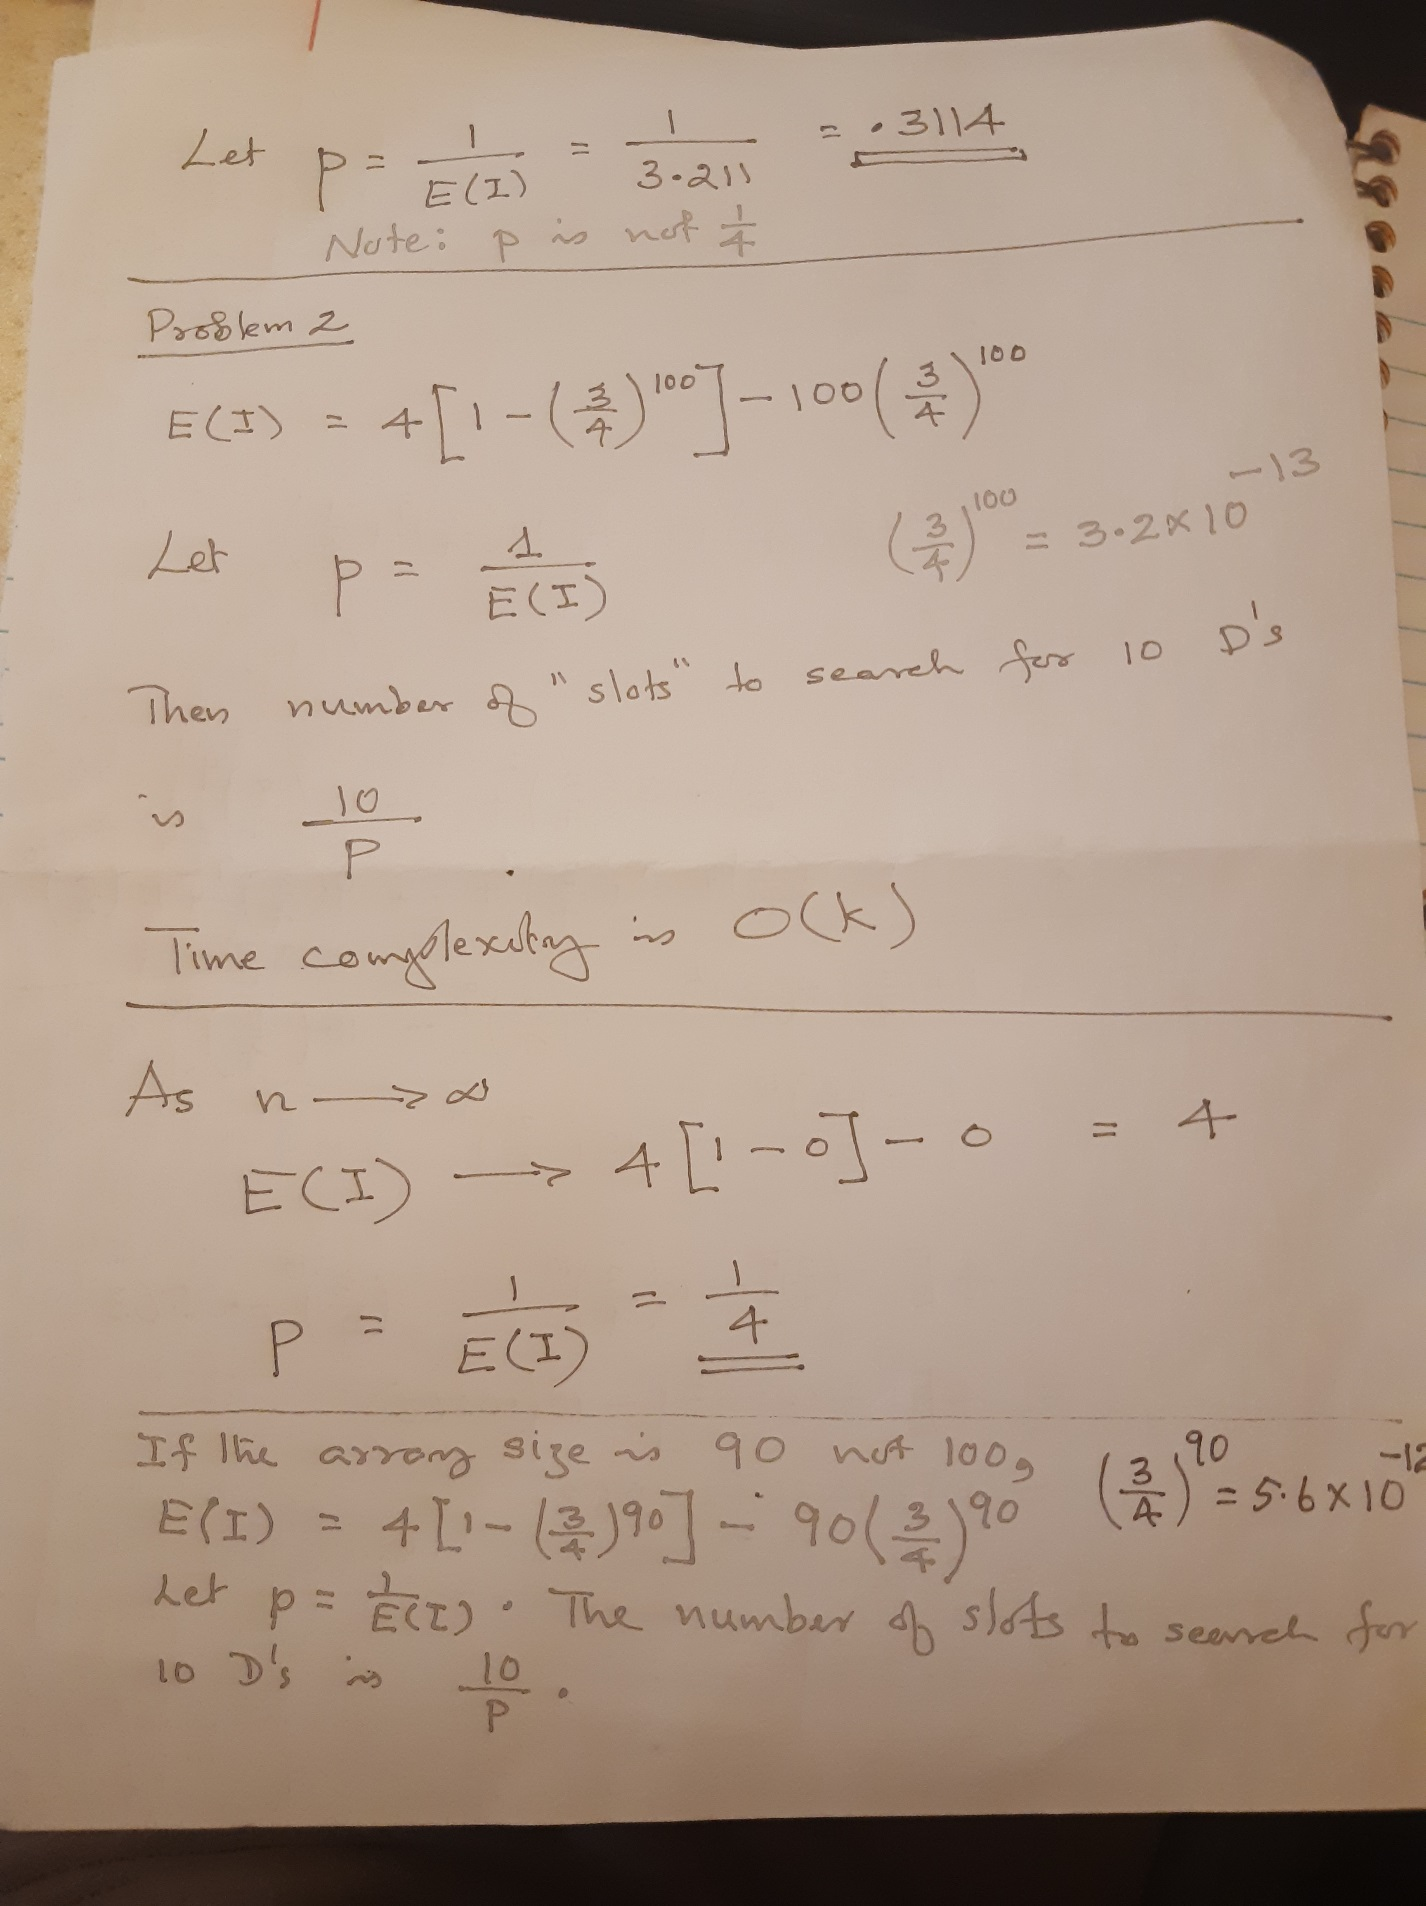 Let p = 1/E(I) = 1/3.211 = .3114
Note: p is not 1/4
Problem 2
E(I) = 4[1-(3/4)^100] - 100(3/4)^100
(3/4)^100 = 3.2×10^-13
Let p = 1/E(I)
Then number of "slots" to search for 10 D's
is 10/p
Time complexity is O(k)
As n → ∞
E(I) → 4[1-0] - 0 = 4
p = 1/E(I) = 1/4
If the array size is 90 not 100, (3/4)^90 = 5.6×10^-12
E(I) = 4[1-(3/4)^90] - 90(3/4)^90
Let p = 1/E(I). The number of slots to search for
10 D's is 10/p.